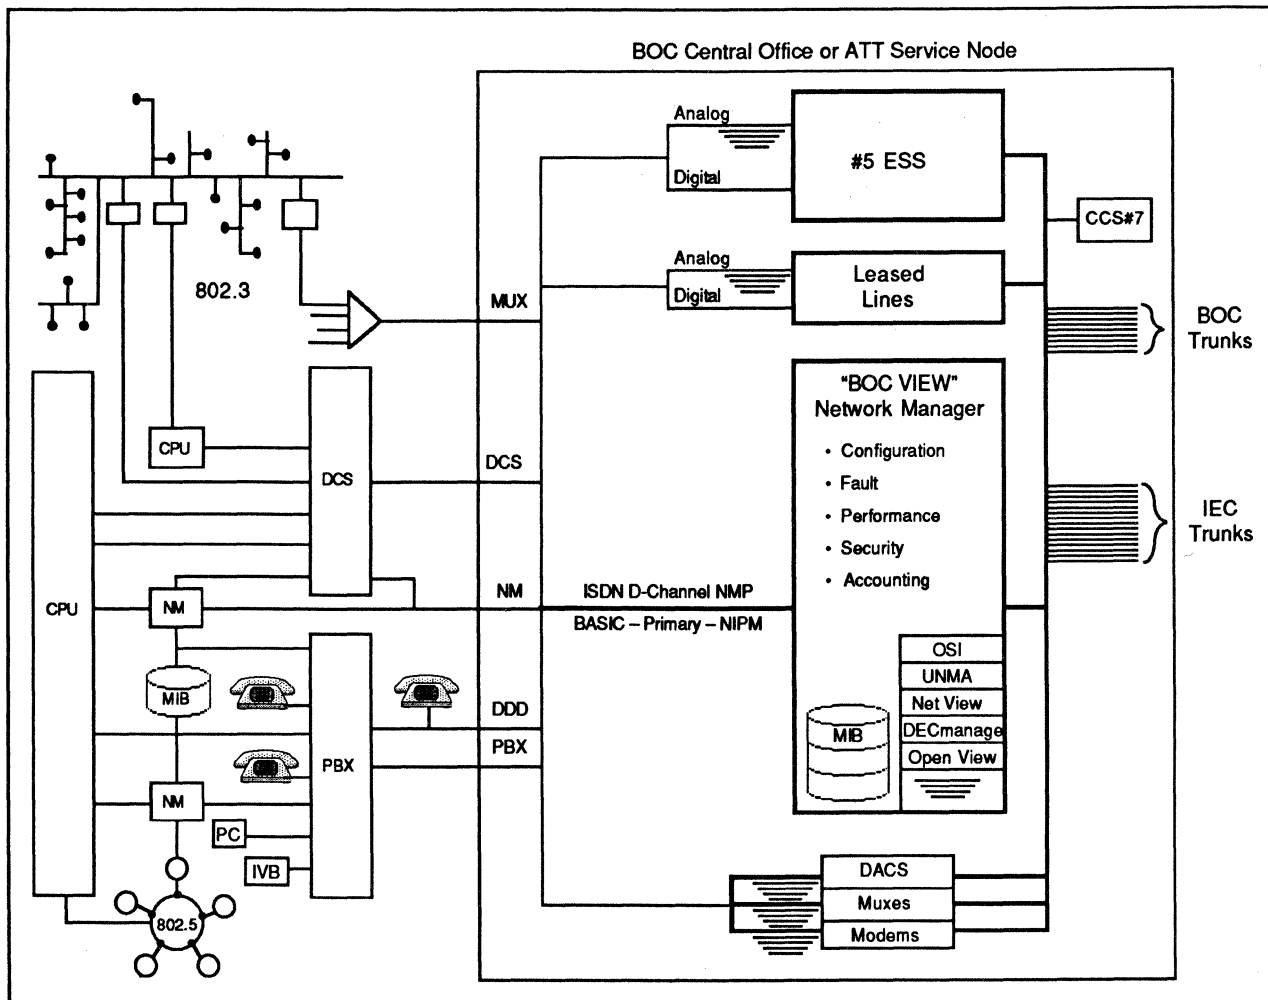 BOC Central Office or ATT Service Node
Analog
Digital
#5 ESS
CCS#7
802.3
Analog
Digital
Leased
Lines
MUX
BOC
Trunks
"BOC VIEW"
Network Manager
• Configuration
• Fault
• Performance
• Security
• Accounting
CPU
DCS
DCS
IEC
Trunks
CPU
NM
NM
ISDN D-Channel NMP
BASIC – Primary – NIPM
OSI
UNMA
Net View
DECmanage
Open View
MIB
MIB
DDD
PBX
PBX
NM
PC
IVB
802.5
DACS
Muxes
Modems